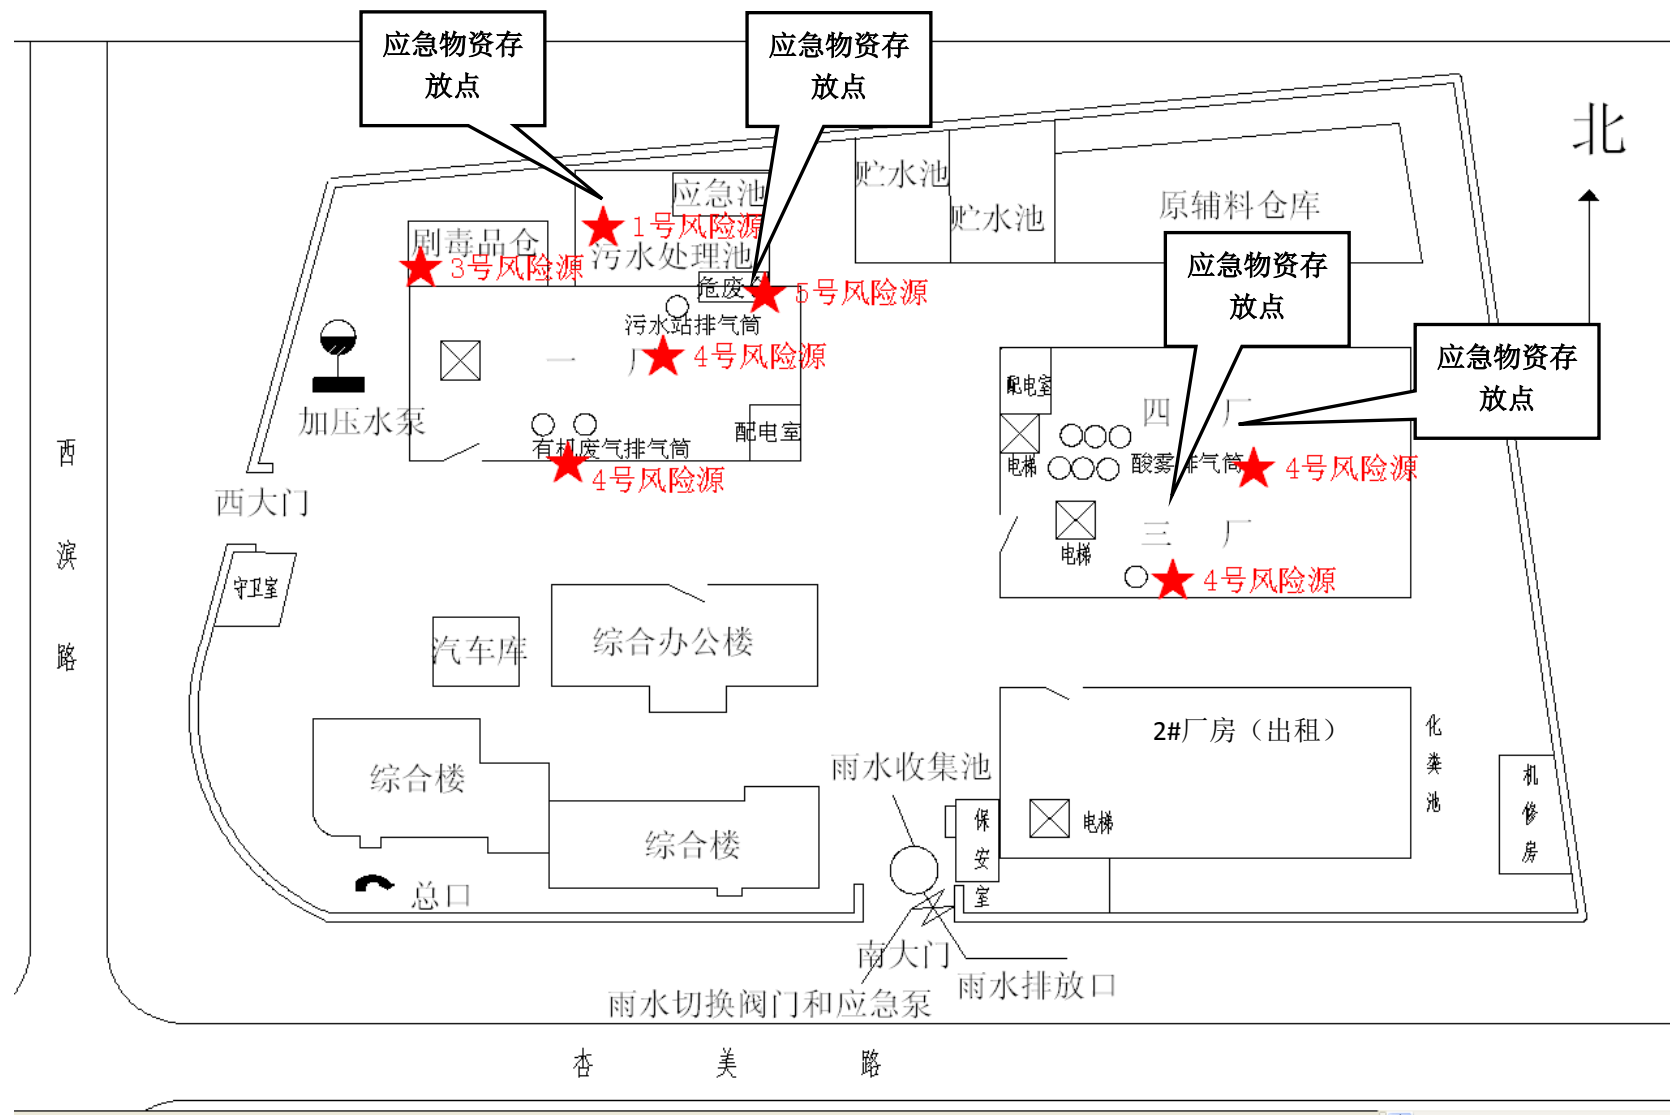 应急物资存
放点
应急物资存
放点
北
贮水池
应急池
贮水池
原辅料仓库
1号风险源
剧毒品仓
污水处理池
3号风险源
应急物资存
放点
危废
5号风险源
污水站排气筒
一 厂
4号风险源
应急物资存
放点
配电室
加压水泵
四 厂
有机废气排气筒
配电室
4号风险源
电梯
酸雾排气筒
4号风险源
西大门
三 厂
电梯
4号风险源
西滨路
守卫室
汽车库
综合办公楼
2#厂房（出租）
化粪池
雨水收集池
综合楼
机修房
保安室
电梯
综合楼
总口
南大门
雨水排放口
雨水切换阀门和应急泵
杏美路